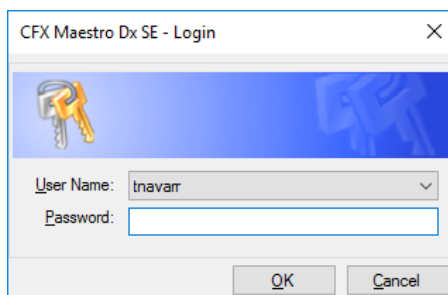 CFX Maestro Dx SE - Login
User Name: tnavarr
Password:
OK Cancel